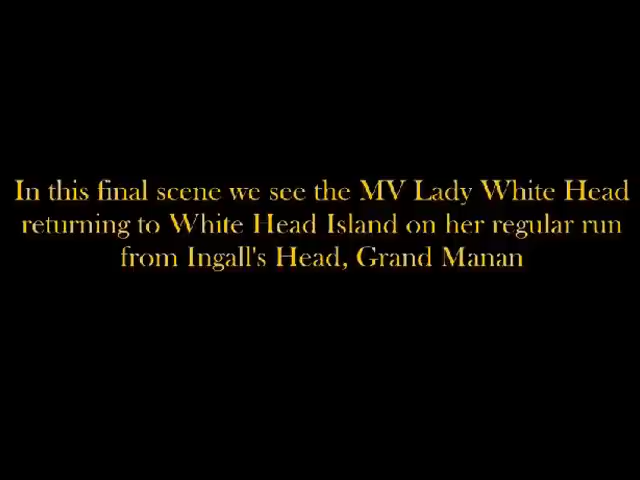 In this final scene we see the MV Lady White Head
returning to White Head Island on her regular run
from Ingall's Head, Grand Manan